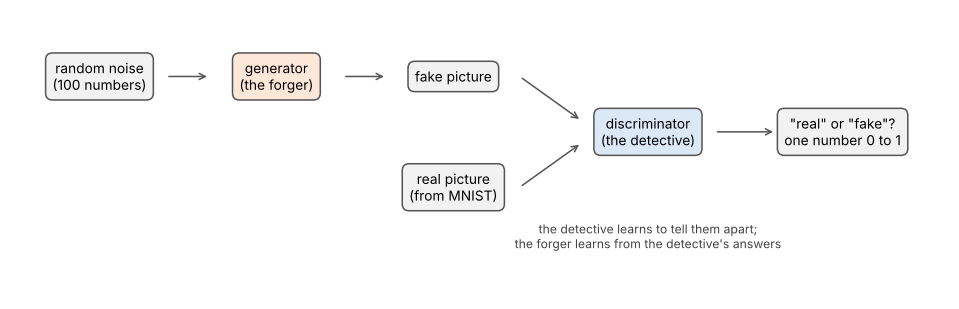 random noise
(100 numbers)
generator
(the forger)
fake picture
real picture
(from MNIST)
discriminator
(the detective)
"real" or "fake"?
one number 0 to 1
the detective learns to tell them apart;
the forger learns from the detective's answers